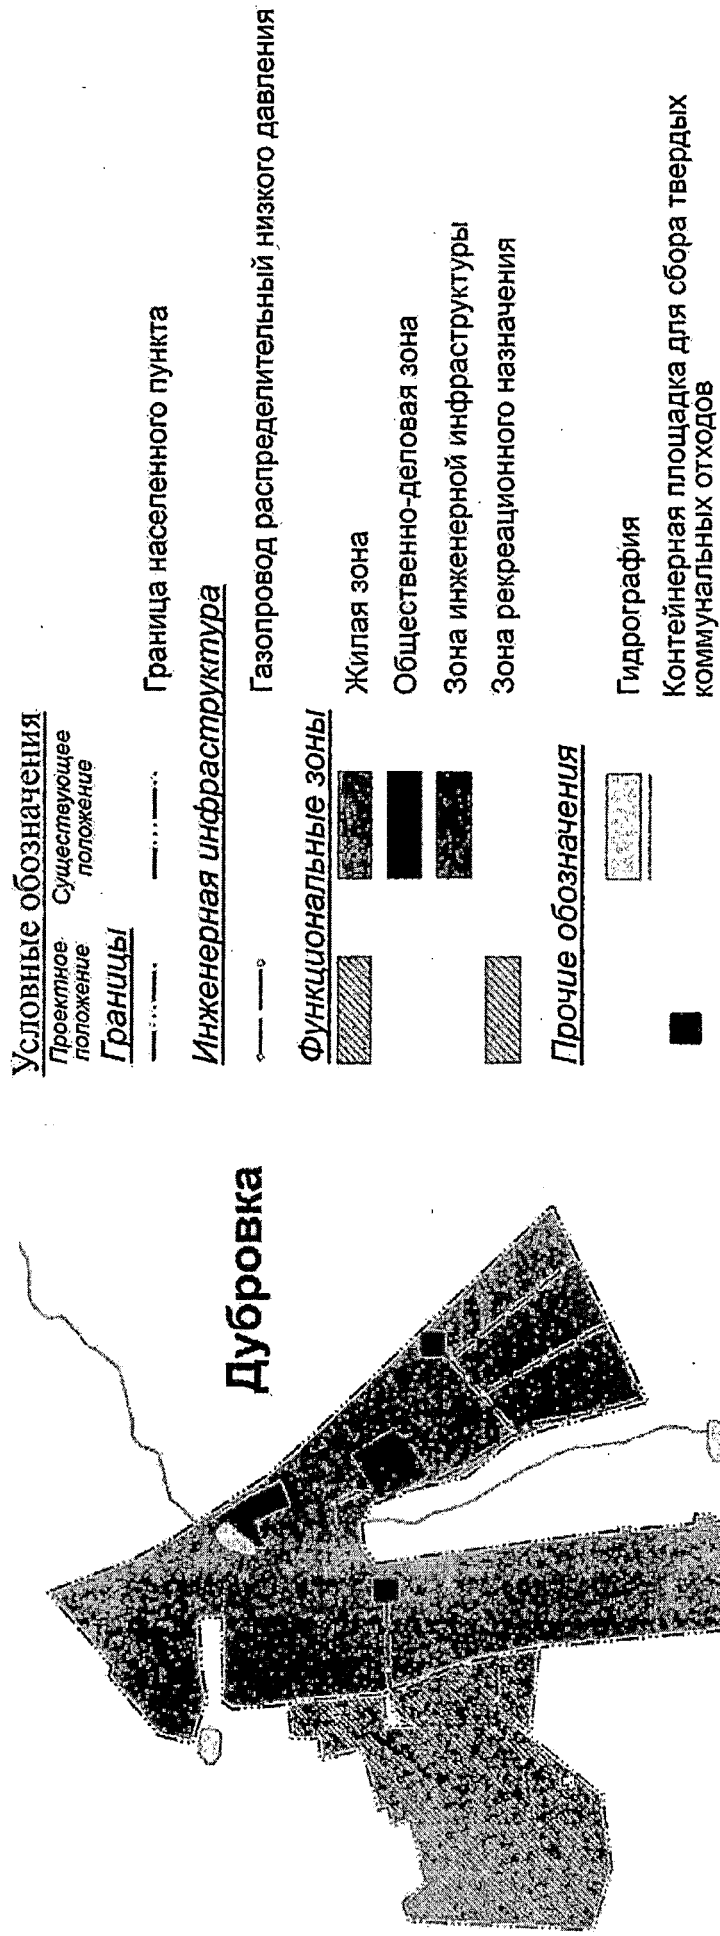 Дубровка
Условные обозначения
Проектное положение
Существующее положение
Границы
Граница населенного пункта
Инженерная инфраструктура
Газопровод распределительный низкого давления
Функциональные зоны
Жилая зона
Общественно-деловая зона
Зона инженерной инфраструктуры
Зона рекреационного назначения
Прочие обозначения
Гидрография
Контейнерная площадка для сбора твердых
коммунальных отходов